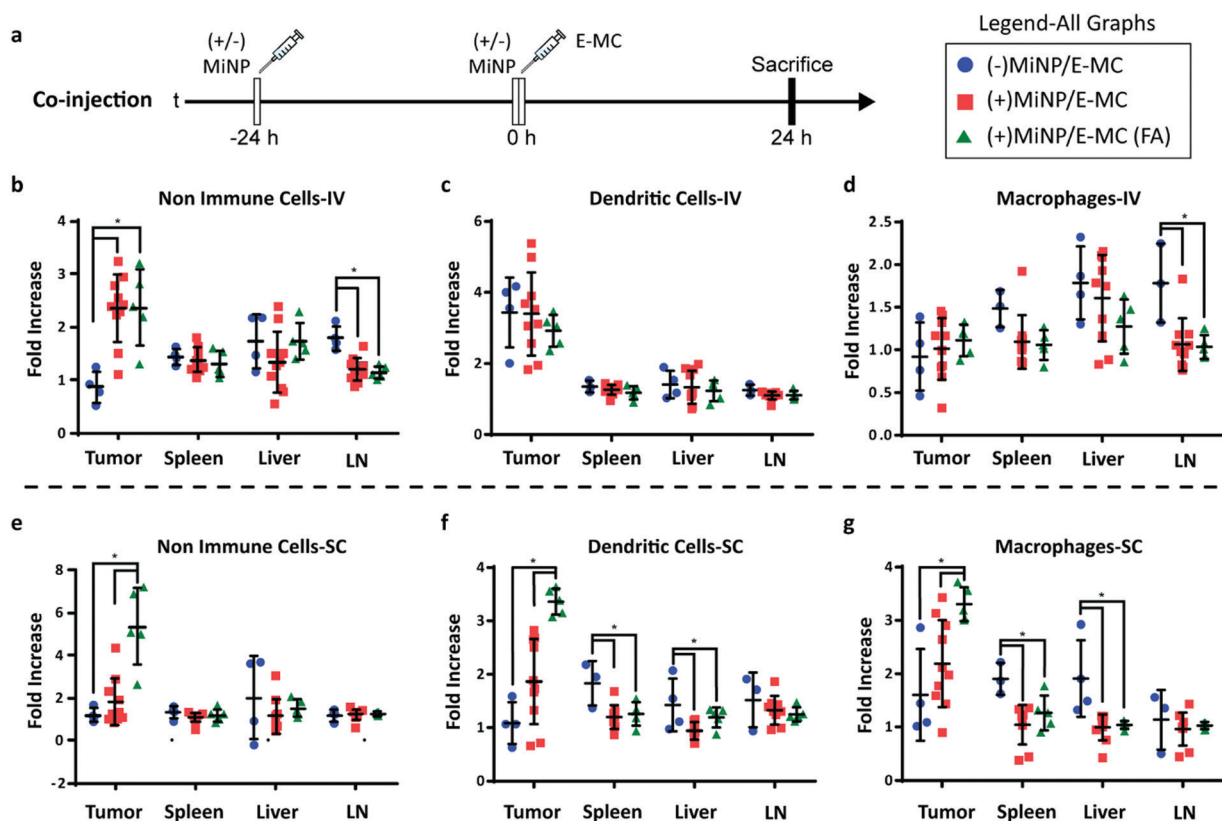 a
Co-injection
t
(+/-)
MiNP
-24 h
(+/-)
MiNP
E-MC
0 h
Sacrifice
24 h
Legend-All Graphs
(-)MiNP/E-MC
(+)MiNP/E-MC
(+)MiNP/E-MC (FA)
b
Non Immune Cells-IV
Fold Increase
4
3
2
1
0
*
*
Tumor Spleen Liver LN
c
Dendritic Cells-IV
Fold Increase
6
4
2
0
Tumor Spleen Liver LN
d
Macrophages-IV
Fold Increase
2.5
2.0
1.5
1.0
0.5
0.0
*
Tumor Spleen Liver LN
e
Non Immune Cells-SC
Fold Increase
8
6
4
2
0
-2
*
Tumor Spleen Liver LN
f
Dendritic Cells-SC
Fold Increase
4
3
2
1
0
*
*
*
Tumor Spleen Liver LN
g
Macrophages-SC
Fold Increase
4
3
2
1
0
*
*
*
Tumor Spleen Liver LN